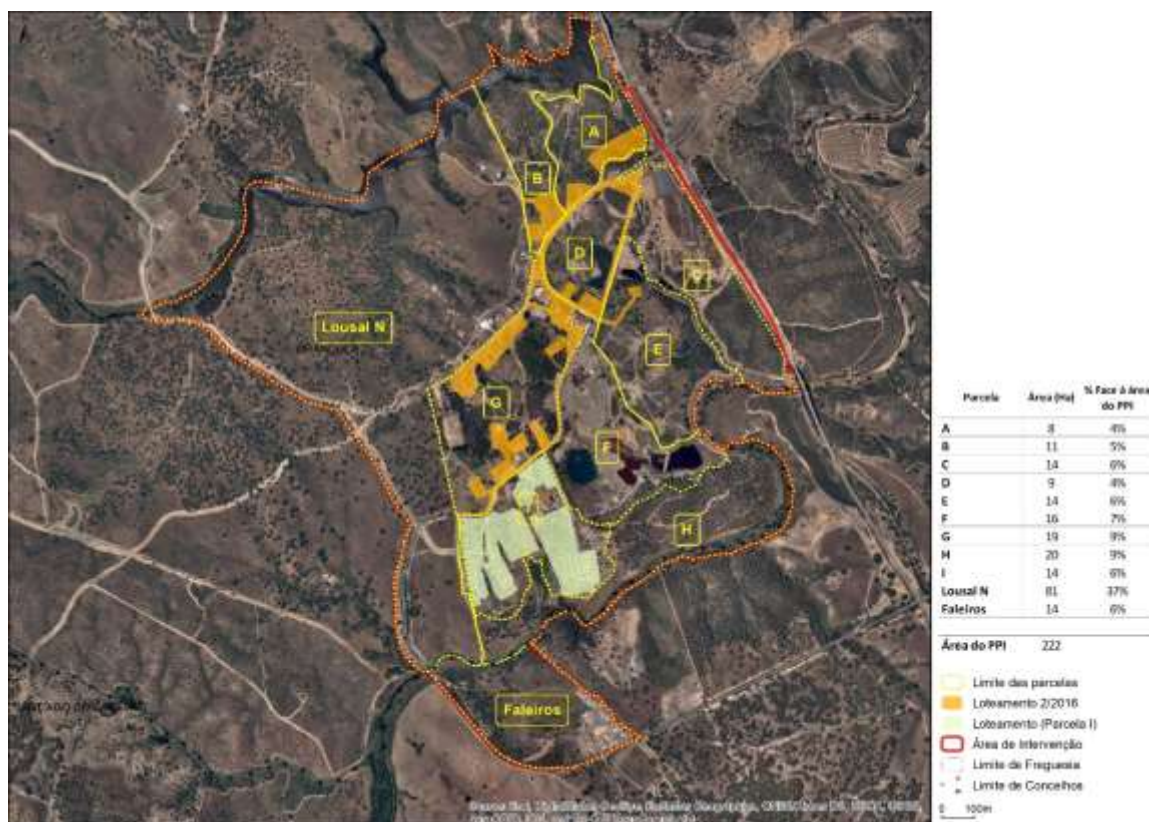 A
B
D
Lousal N
E
G
F
H
Faleiros
Parcela Área (Ha) % Face à área do PPI
A 8 4%
B 11 5%
C 14 6%
D 9 4%
E 14 6%
F 16 7%
G 19 9%
H 20 9%
I 14 6%
Lousal N 81 37%
Faleiros 14 6%
Área do PPI 222
Limite das parcelas
Loteamento 2/2016
Loteamento (Parcela I)
Área de Intervenção
Limite de Freguesia
Limite de Concelhos
0 100m